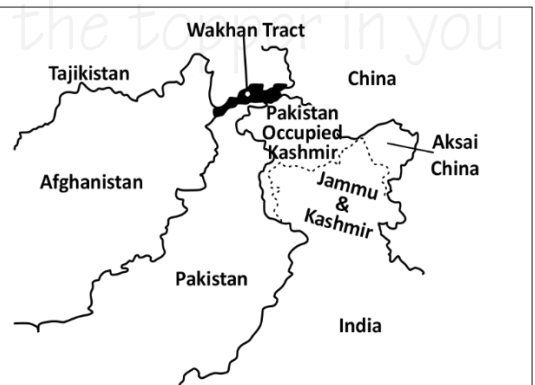 the topper in you
Wakhan Tract
Tajikistan
China
Pakistan
Occupied
Kashmir
Aksai
China
Afghanistan
Jammu
&
Kashmir
Pakistan
India